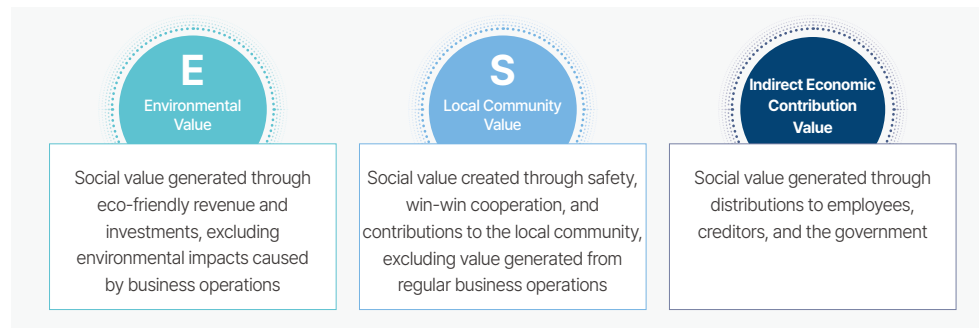 E
Environmental
Value
Social value generated through
eco-friendly revenue and
investments, excluding
environmental impacts caused
by business operations
S
Local Community
Value
Social value created through safety,
win-win cooperation, and
contributions to the local community,
excluding value generated from
regular business operations
Indirect Economic
Contribution
Value
Social value generated through
distributions to employees,
creditors, and the government